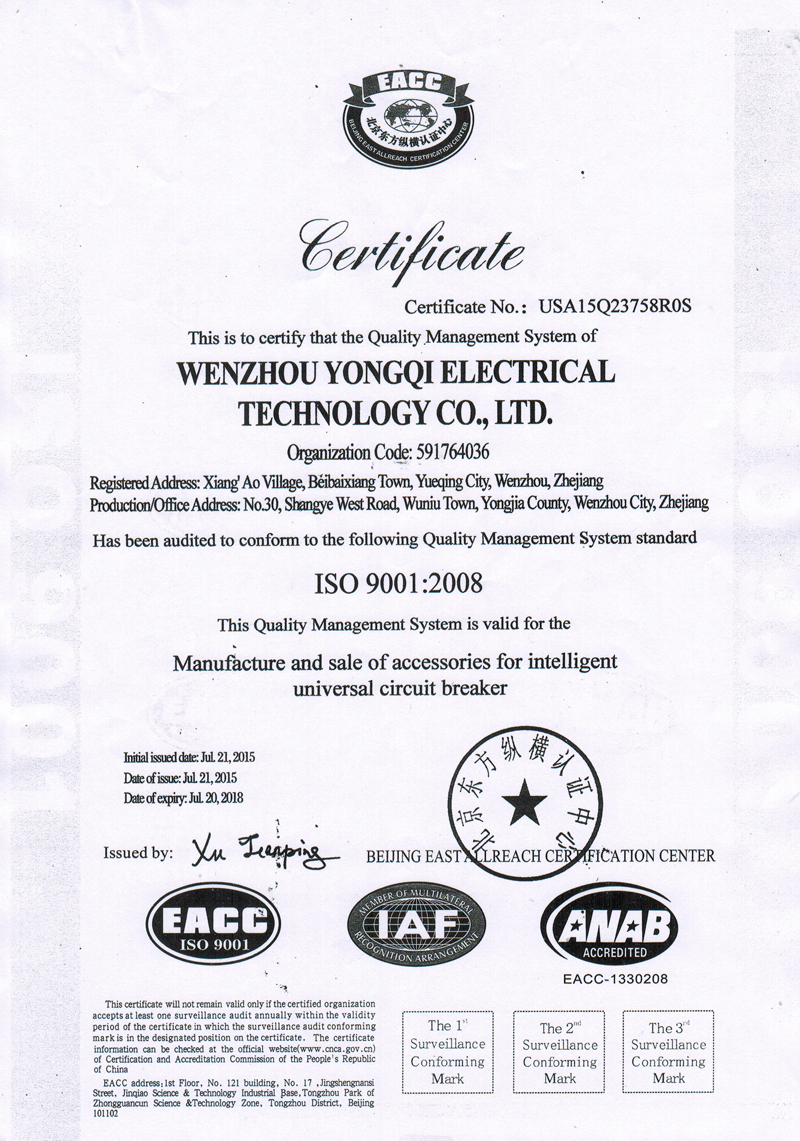 EACC
北京东方纵横认证中心
BEIJING EAST ALLREACH CERTIFICATION CENTER
Certificate
Certificate No.: USA15Q23758R0S
This is to certify that the Quality Management System of
WENZHOU YONGQI ELECTRICAL
TECHNOLOGY CO., LTD.
Organization Code: 591764036
Registered Address: Xiang' Ao Village, Beibaixiang Town, Yueqing City, Wenzhou, Zhejiang
Production/Office Address: No.30, Shangye West Road, Wuniu Town, Yongjia County, Wenzhou City, Zhejiang
Has been audited to conform to the following Quality Management System standard
ISO 9001:2008
This Quality Management System is valid for the
Manufacture and sale of accessories for intelligent
universal circuit breaker
Initial issued date: Jul. 21, 2015
Date of issue: Jul. 21, 2015
Date of expiry: Jul. 20, 2018
北京东方纵横认证中心
Issued by: Xu Tianping
BEIJING EAST ALLREACH CERTIFICATION CENTER
EACC
ISO 9001
MEMBER OF MULTILATERAL
IAF
RECOGNITION ARRANGEMENT
ANAB
ACCREDITED
EACC-1330208
This certificate will not remain valid only if the certified organization
accepts at least one surveillance audit annually within the validity
period of the certificate in which the surveillance audit conforming
mark is in the designated position on the certificate. The certificate
information can be checked at the official website(www.cnca.gov.cn)
of Certification and Accreditation Commission of the People's Republic
of China
EACC address:1st Floor, No. 121 building, No. 17 ,Jingshengnansi
Street, Jinqiao Science & Technology Industrial Base,Tongzhou Park of
Zhongguancun Science &Technology Zone, Tongzhou District, Beijing
101102
The 1st
Surveillance
Conforming
Mark
The 2nd
Surveillance
Conforming
Mark
The 3rd
Surveillance
Conforming
Mark